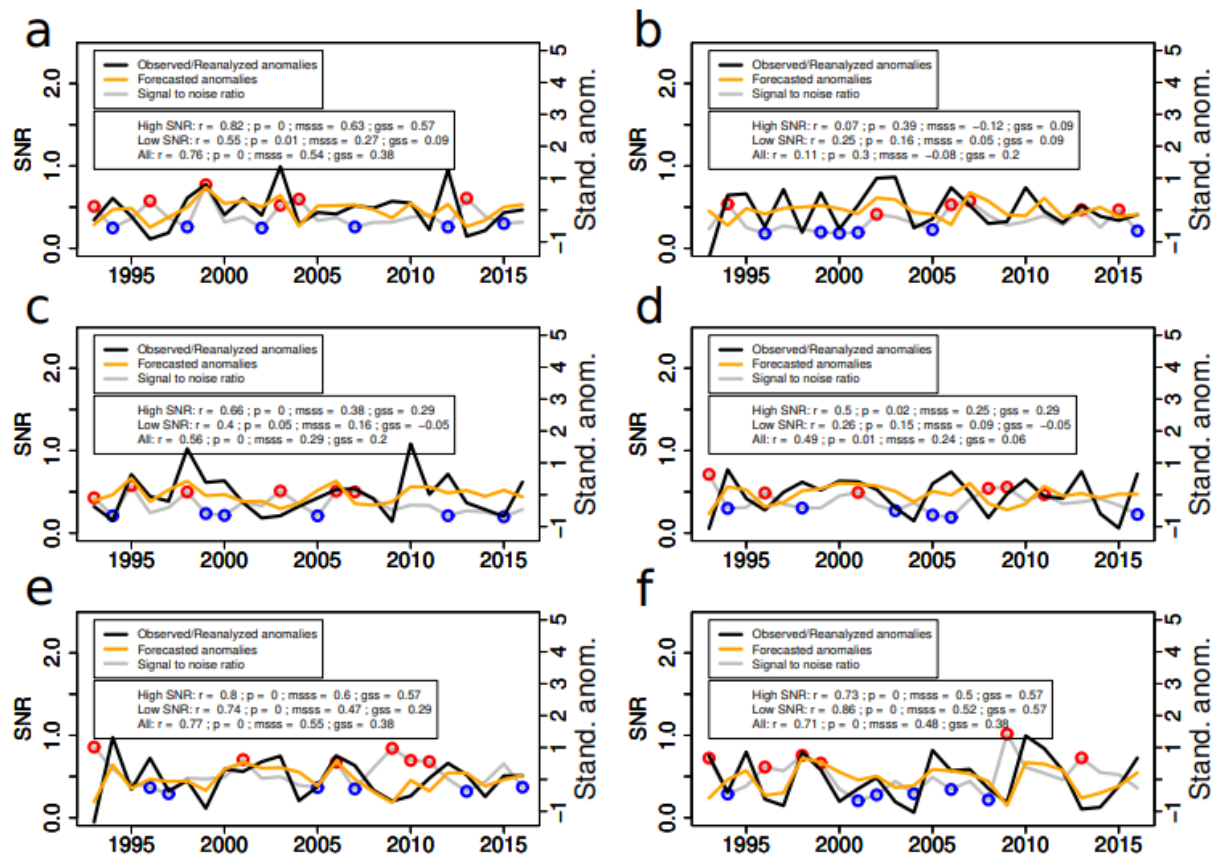 a
Observed/Reanalyzed anomalies
Forecasted anomalies
Signal to noise ratio
High SNR: r = 0.82 ; p = 0 ; msss = 0.63 ; gss = 0.57
Low SNR: r = 0.55 ; p = 0.01 ; msss = 0.27 ; gss = 0.09
All: r = 0.76 ; p = 0 ; msss = 0.54 ; gss = 0.38
SNR
0.0 1.0 2.0
Stand. anom.
−1 0 1 2 3 4 5
1995 2000 2005 2010 2015
b
Observed/Reanalyzed anomalies
Forecasted anomalies
Signal to noise ratio
High SNR: r = 0.07 ; p = 0.39 ; msss = −0.12 ; gss = 0.09
Low SNR: r = 0.25 ; p = 0.16 ; msss = 0.05 ; gss = 0.09
All: r = 0.11 ; p = 0.3 ; msss = −0.08 ; gss = 0.2
SNR
0.0 1.0 2.0
Stand. anom.
−1 0 1 2 3 4 5
1995 2000 2005 2010 2015
c
Observed/Reanalyzed anomalies
Forecasted anomalies
Signal to noise ratio
High SNR: r = 0.66 ; p = 0 ; msss = 0.38 ; gss = 0.29
Low SNR: r = 0.4 ; p = 0.05 ; msss = 0.16 ; gss = −0.05
All: r = 0.56 ; p = 0 ; msss = 0.29 ; gss = 0.2
SNR
0.0 1.0 2.0
Stand. anom.
−1 0 1 2 3 4 5
1995 2000 2005 2010 2015
d
Observed/Reanalyzed anomalies
Forecasted anomalies
Signal to noise ratio
High SNR: r = 0.5 ; p = 0.02 ; msss = 0.25 ; gss = 0.29
Low SNR: r = 0.26 ; p = 0.15 ; msss = 0.09 ; gss = −0.05
All: r = 0.49 ; p = 0.01 ; msss = 0.24 ; gss = 0.06
SNR
0.0 1.0 2.0
Stand. anom.
−1 0 1 2 3 4 5
1995 2000 2005 2010 2015
e
Observed/Reanalyzed anomalies
Forecasted anomalies
Signal to noise ratio
High SNR: r = 0.8 ; p = 0 ; msss = 0.6 ; gss = 0.57
Low SNR: r = 0.74 ; p = 0 ; msss = 0.47 ; gss = 0.29
All: r = 0.77 ; p = 0 ; msss = 0.55 ; gss = 0.38
SNR
0.0 1.0 2.0
Stand. anom.
−1 0 1 2 3 4 5
1995 2000 2005 2010 2015
f
Observed/Reanalyzed anomalies
Forecasted anomalies
Signal to noise ratio
High SNR: r = 0.73 ; p = 0 ; msss = 0.5 ; gss = 0.57
Low SNR: r = 0.86 ; p = 0 ; msss = 0.52 ; gss = 0.57
All: r = 0.71 ; p = 0 ; msss = 0.48 ; gss = 0.38
SNR
0.0 1.0 2.0
Stand. anom.
−1 0 1 2 3 4 5
1995 2000 2005 2010 2015